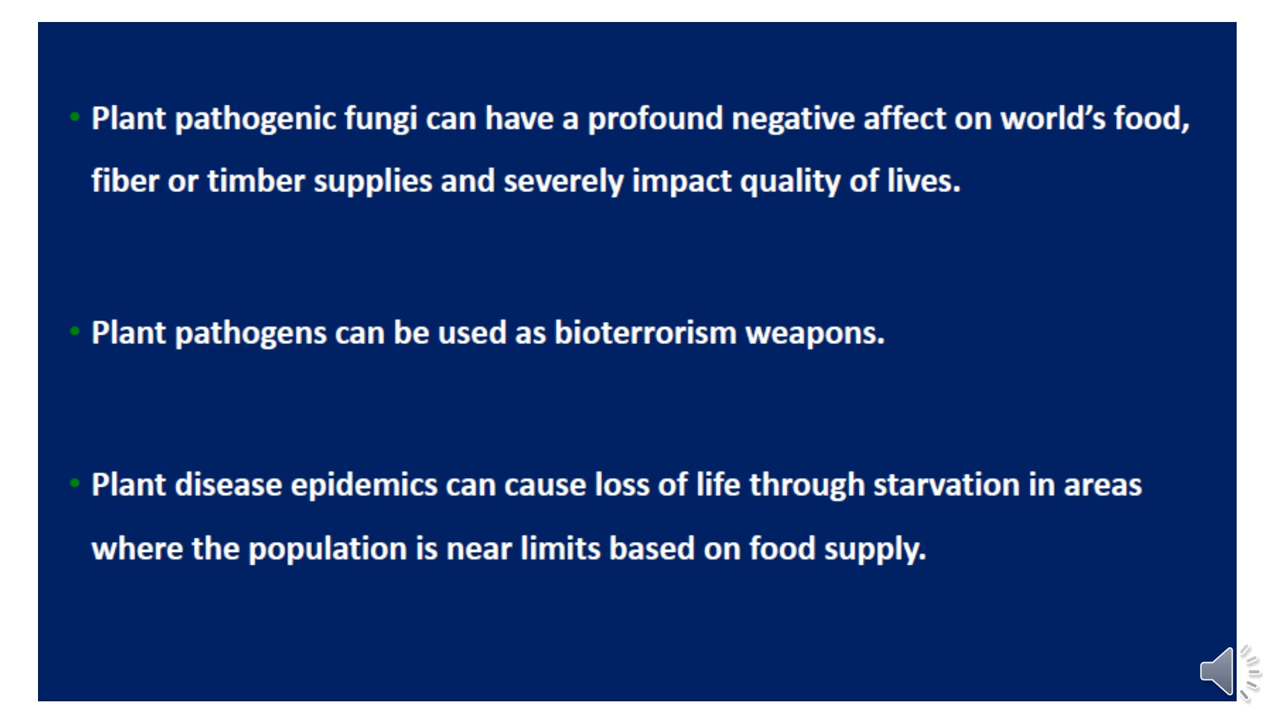 • Plant pathogenic fungi can have a profound negative affect on world’s food,
fiber or timber supplies and severely impact quality of lives.
• Plant pathogens can be used as bioterrorism weapons.
• Plant disease epidemics can cause loss of life through starvation in areas
where the population is near limits based on food supply.